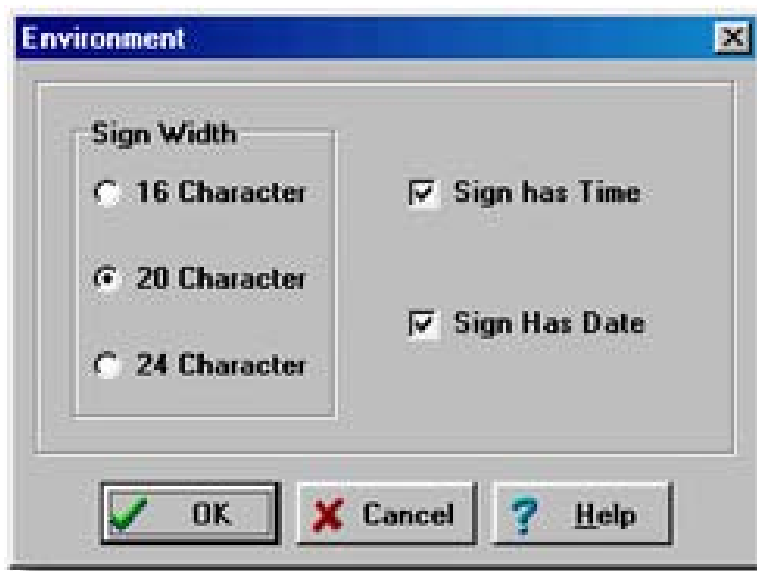 Environment
Sign Width
16 Character
20 Character
24 Character
Sign has Time
Sign Has Date
OK
Cancel
Help